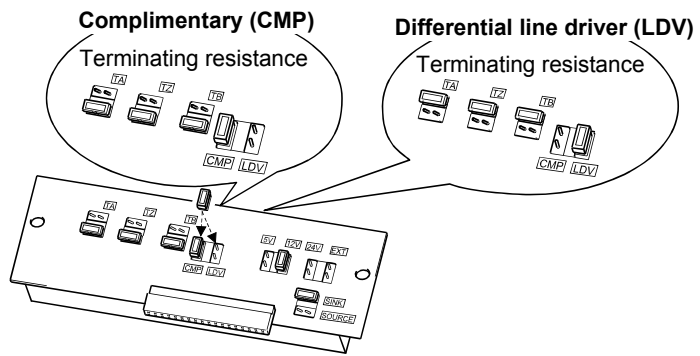 Complimentary (CMP)
Differential line driver (LDV)
Terminating resistance
Terminating resistance
TA
TZ
TB
CMP
LDV
TA
TZ
TB
CMP
LDV
TA
TZ
TB
CMP
LDV
5V
12V
24V
EXT
SINK
SOURCE